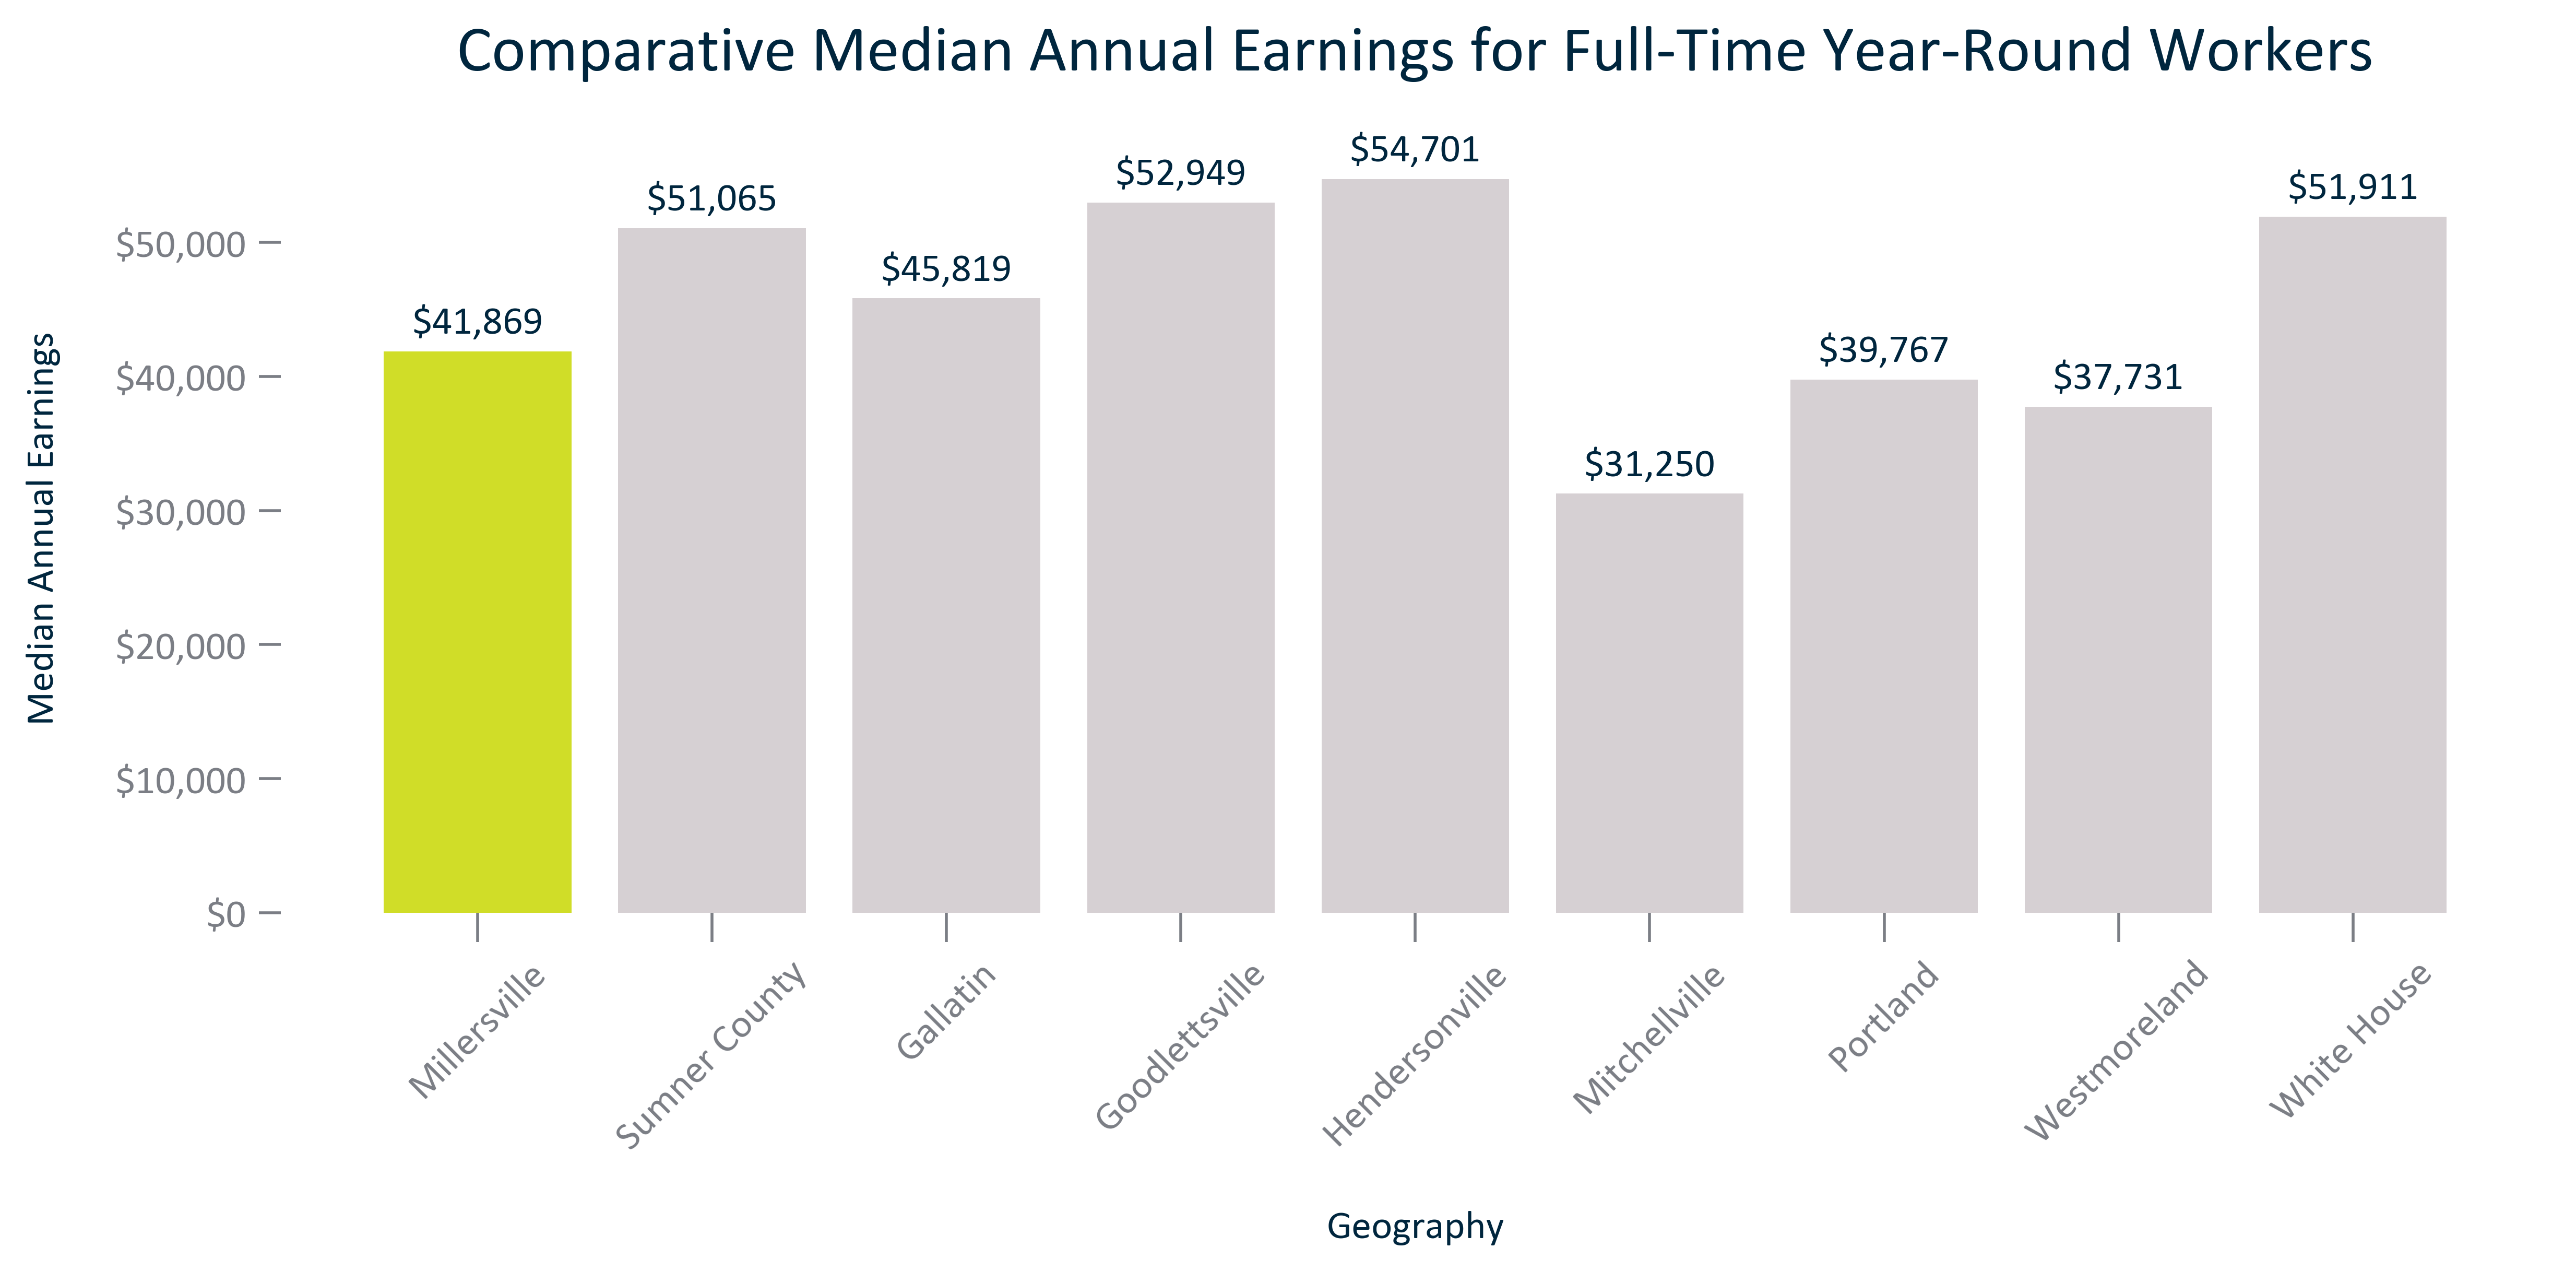 Comparative Median Annual Earnings for Full-Time Year-Round Workers
Median Annual Earnings
$50,000
$40,000
$30,000
$20,000
$10,000
$0
$41,869
$51,065
$45,819
$52,949
$54,701
$31,250
$39,767
$37,731
$51,911
Millersville
Sumner County
Gallatin
Goodlettsville
Hendersonville
Mitchellville
Portland
Westmoreland
White House
Geography